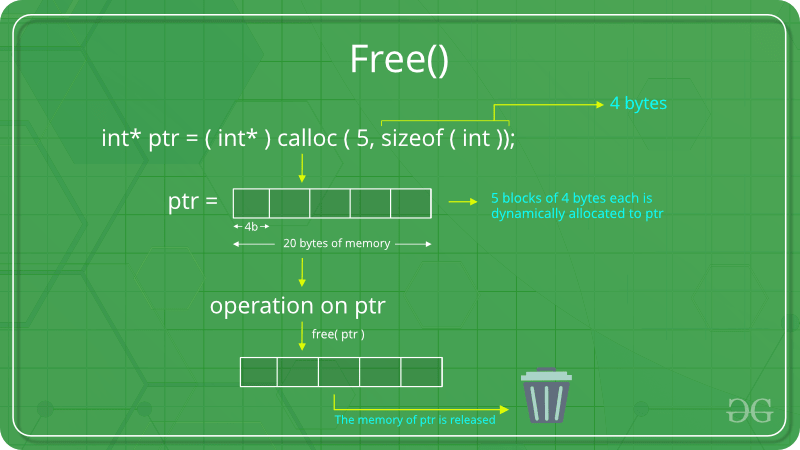 Free()
4 bytes
int* ptr = ( int* ) calloc ( 5, sizeof ( int ));
ptr =
5 blocks of 4 bytes each is
dynamically allocated to ptr
4b
20 bytes of memory
operation on ptr
free( ptr )
The memory of ptr is released